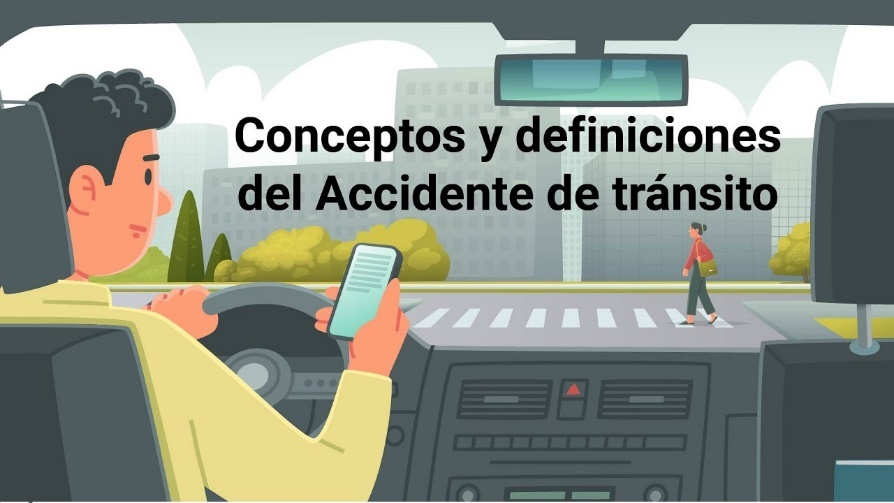 Conceptos y definiciones
del Accidente de tránsito